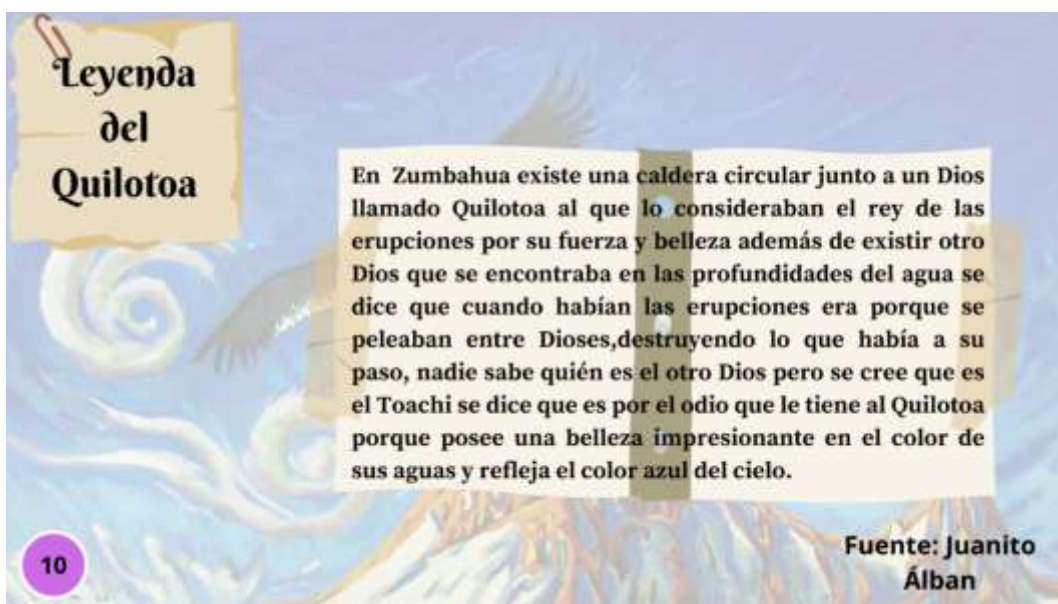 Leyenda
del
Quilotoa
En Zumbahua existe una caldera circular junto a un Dios
llamado Quilotoa al que lo consideraban el rey de las
erupciones por su fuerza y belleza además de existir otro
Dios que se encontraba en las profundidades del agua se
dice que cuando habían las erupciones era porque se
peleaban entre Dioses,destruyendo lo que había a su
paso, nadie sabe quién es el otro Dios pero se cree que es
el Toachi se dice que es por el odio que le tiene al Quilotoa
porque posee una belleza impresionante en el color de
sus aguas y refleja el color azul del cielo.
Fuente: Juanito
Álban
10